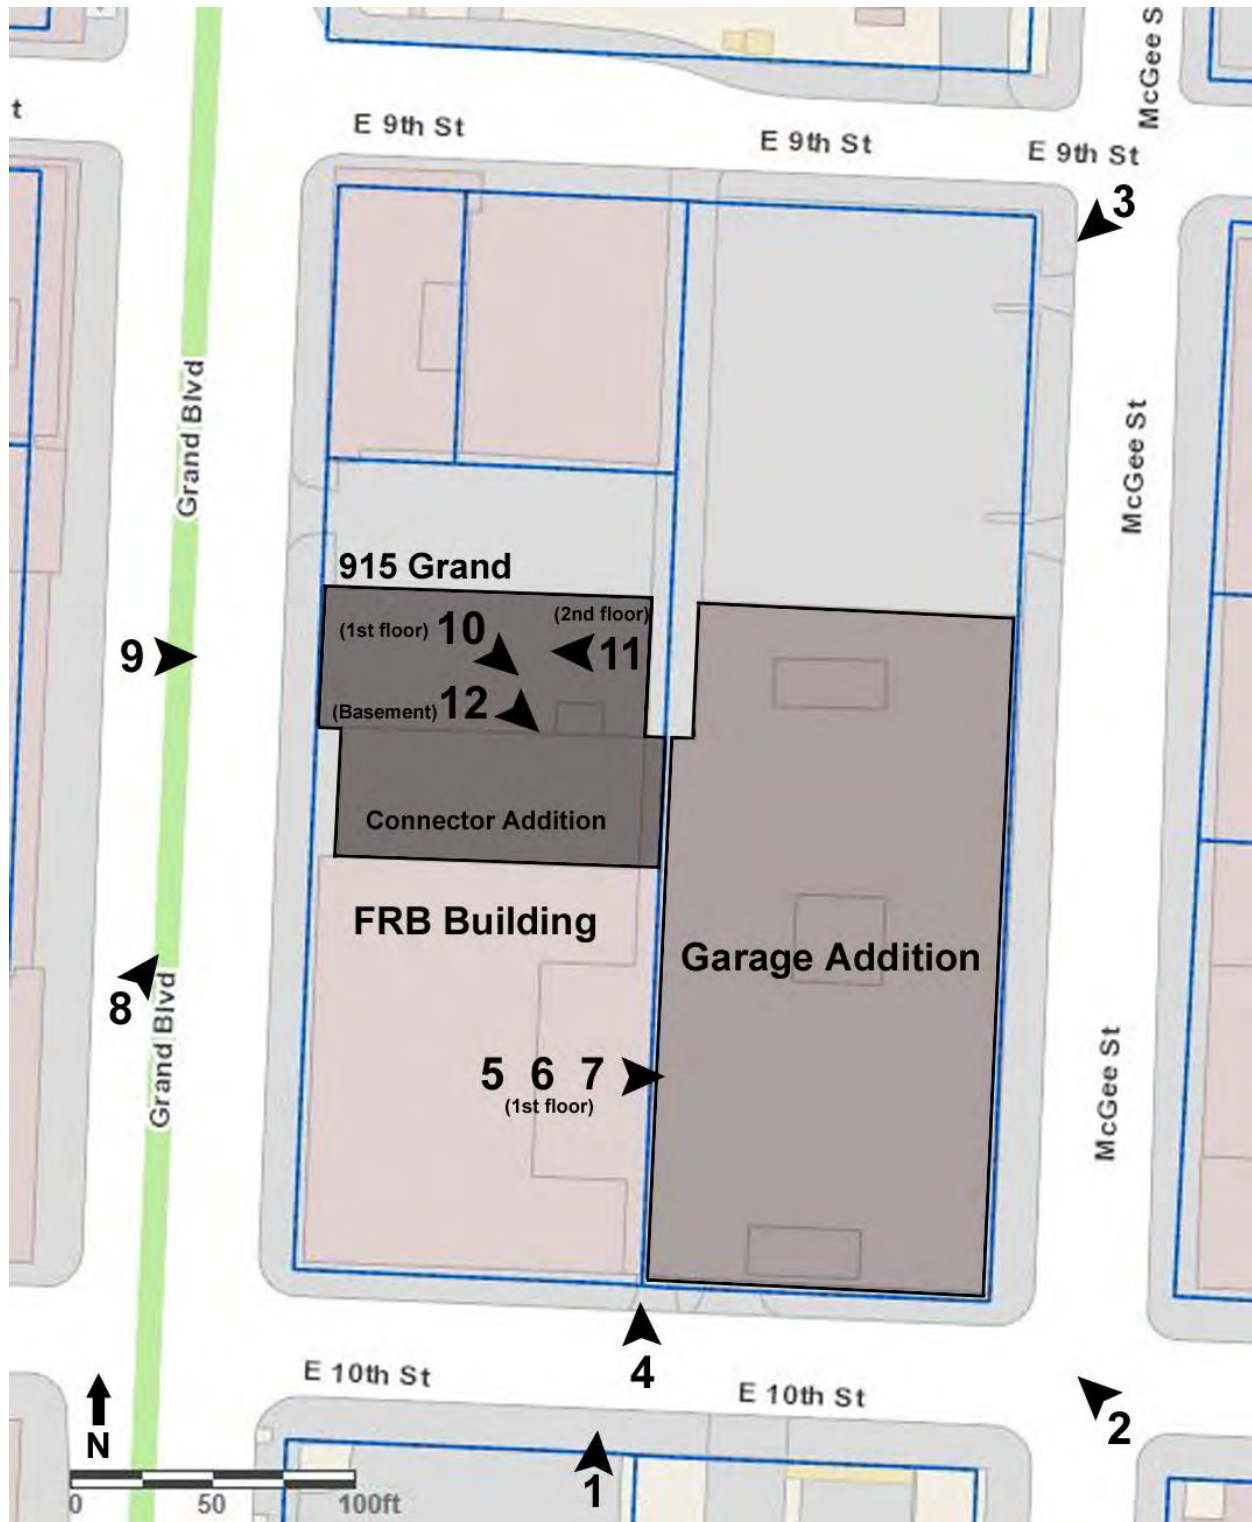 McGee S
t
E 9th St
E 9th St
E 9th St
3
Grand Blvd
McGee St
915 Grand
(1st floor) 10
(2nd floor)
11
9
(Basement) 12
Connector Addition
FRB Building
Garage Addition
8
Grand Blvd
5 6 7
(1st floor)
McGee St
4
E 10th St
E 10th St
2
N
1
0 50 100ft